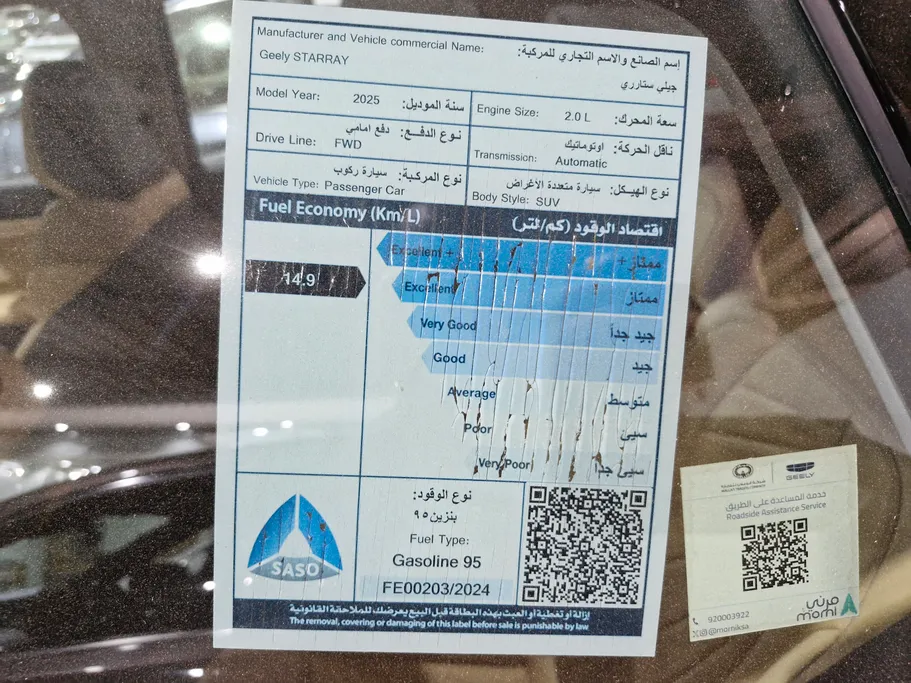 Manufacturer and Vehicle commercial Name: إسم الصانع والاسم التجاري للمركبة:
Geely STARRAY جيلي ستارري
Model Year: 2025 سنة الموديل:
Engine Size: 2.0 L سعة المحرك:
Drive Line: FWD دفع امامي نوع الدفع:
Transmission: Automatic اوتوماتيك ناقل الحركة:
Vehicle Type: Passenger Car سيارة ركوب نوع المركبة:
Body Style: SUV سيارة متعددة الأغراض نوع الهيكل:
Fuel Economy (Km/L) اقتصاد الوقود (كم/لتر)
14.9
Excellent + ممتاز +
Excellent ممتاز
Very Good جيد جداً
Good جيد
Average متوسط
Poor سيئ
Very Poor سيئ جدا
SASO
نوع الوقود:
بنزين ٩٥
Fuel Type:
Gasoline 95
FE00203/2024
إزالة أو تغطية أو العبث بهذه البطاقة قبل البيع يعرضك للملاحقة القانونية
The removal, covering or damaging of this label before sale is punishable by law
GEELY
خدمة المساعدة على الطريق
Roadside Assistance Service
920003922
@morniksa
مرني
morni